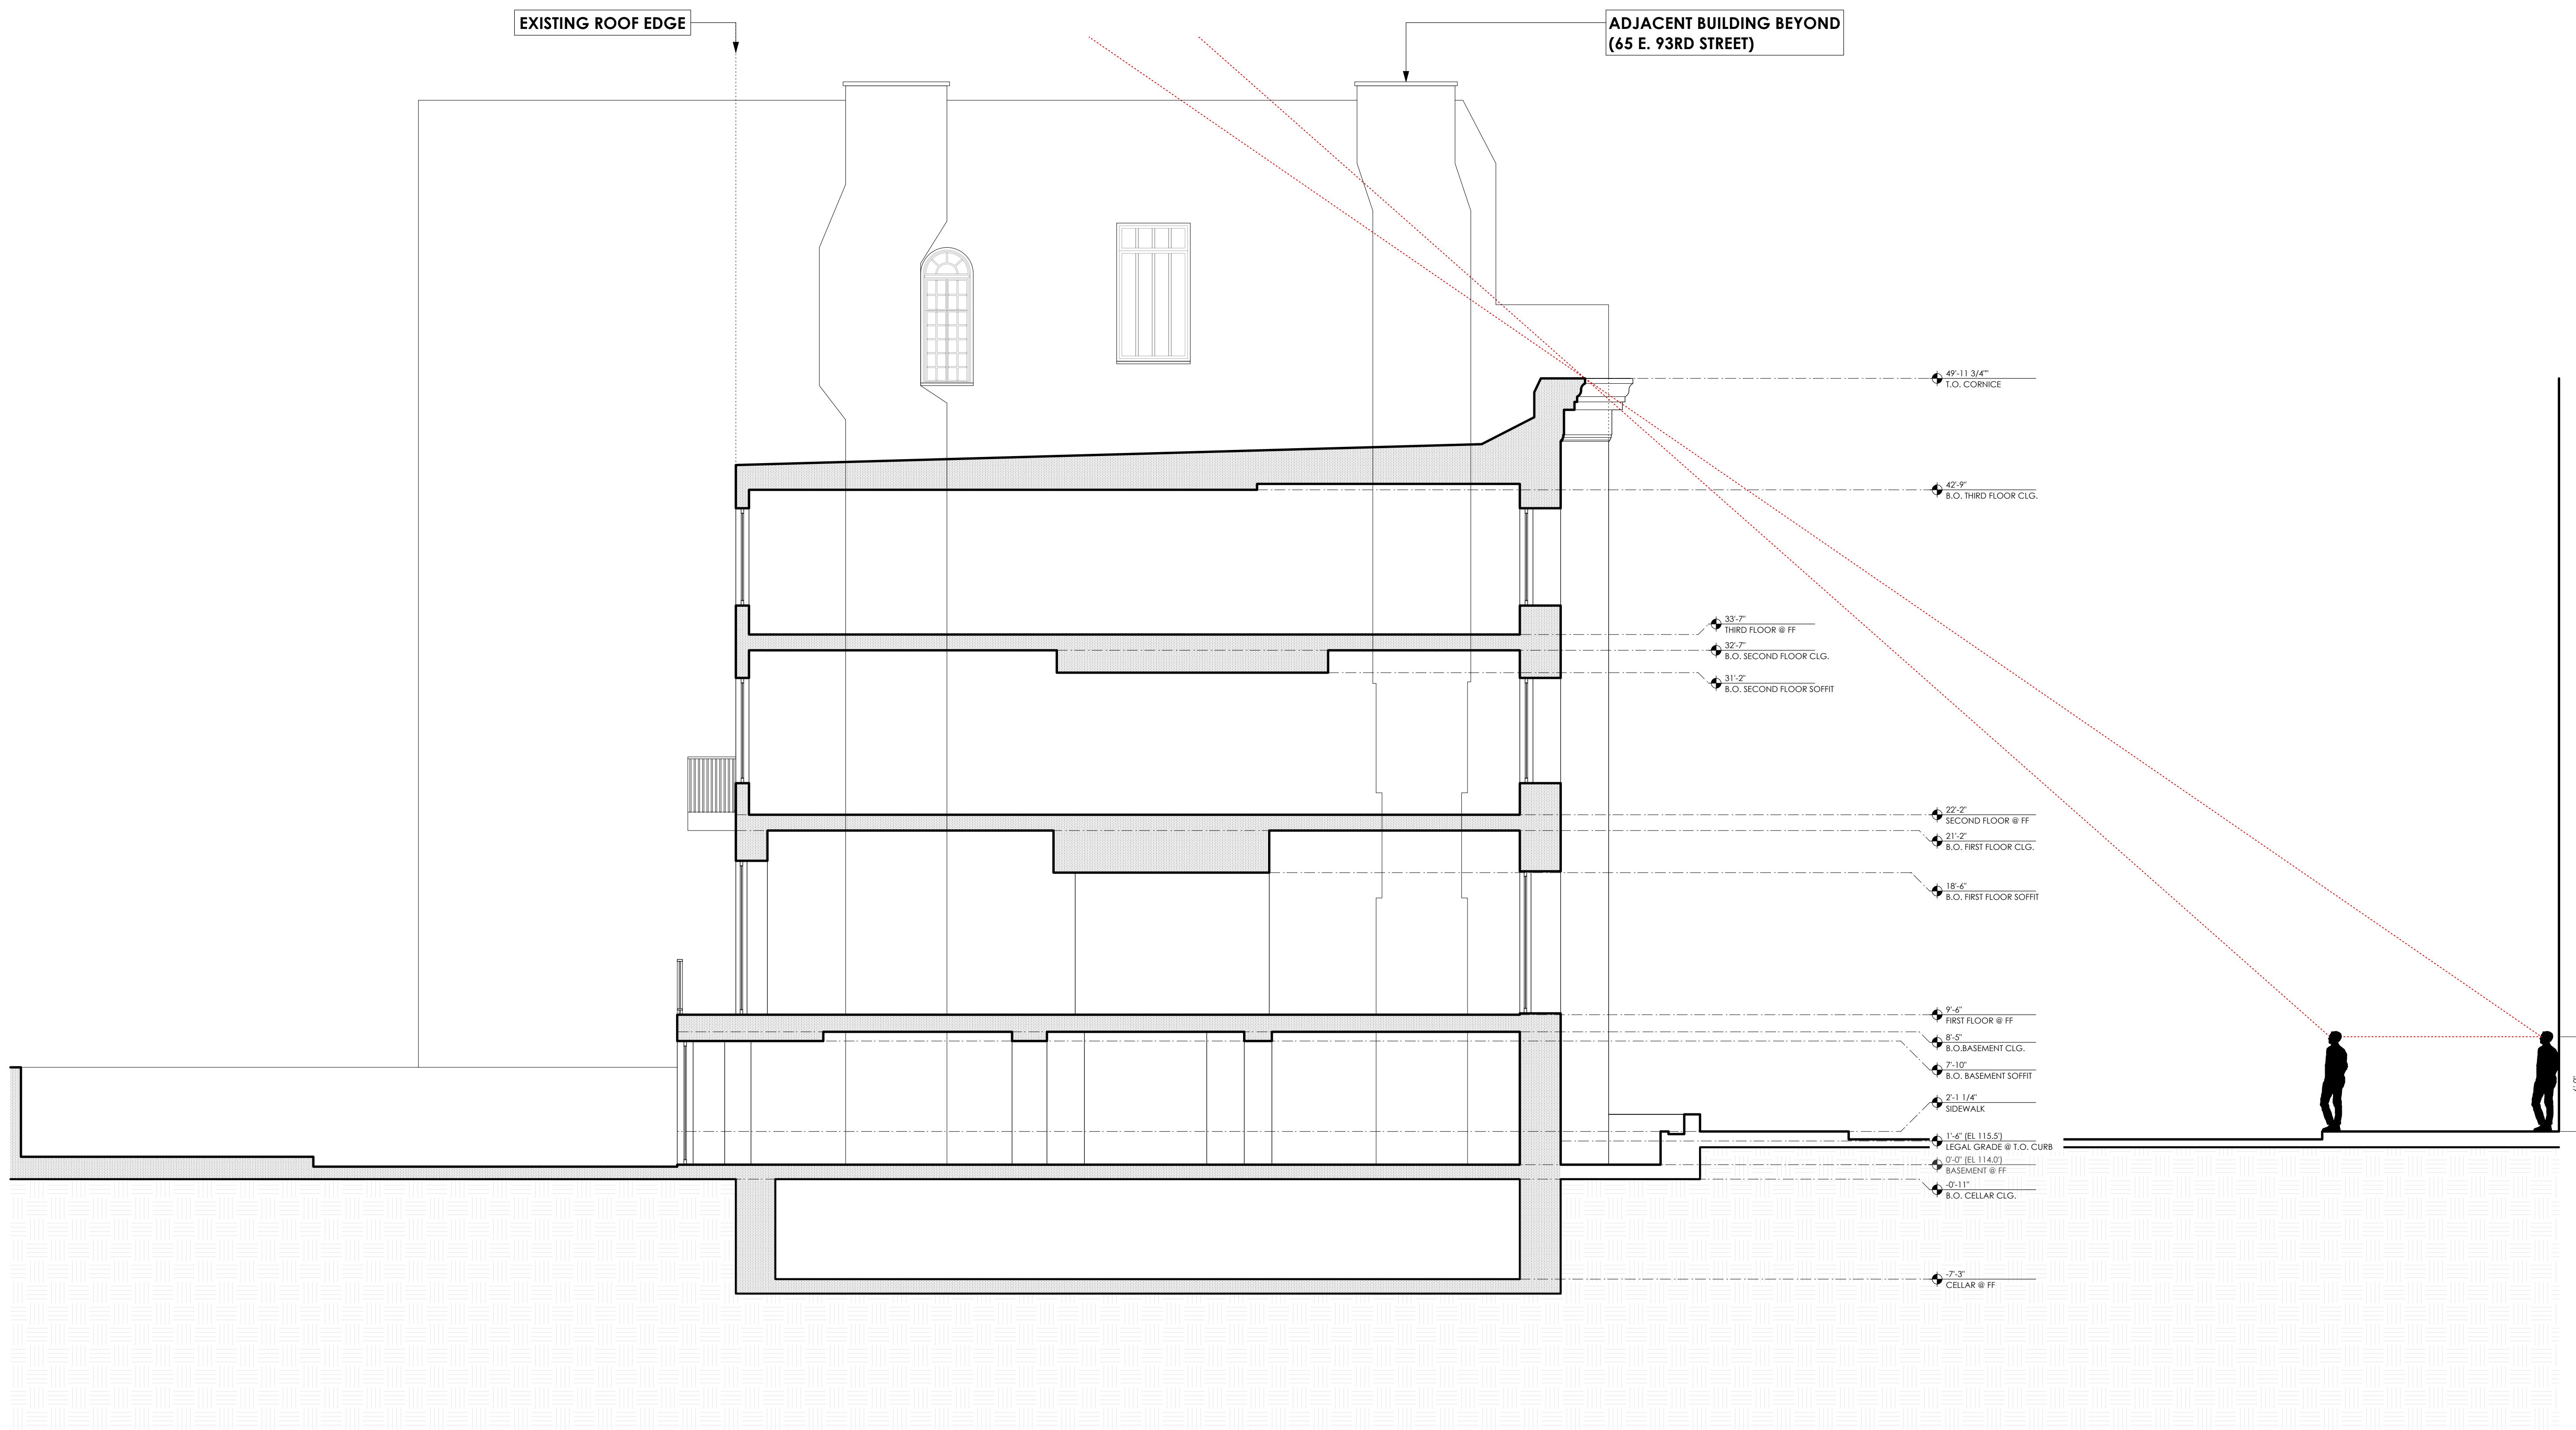 EXISTING ROOF EDGE
ADJACENT BUILDING BEYOND
(65 E. 93RD STREET)
49'-11 3/4""
T.O. CORNICE
42'-9"
B.O. THIRD FLOOR CLG.
33'-7"
THIRD FLOOR @ FF
32'-7"
B.O. SECOND FLOOR CLG.
31'-2"
B.O. SECOND FLOOR SOFFIT
22'-2"
SECOND FLOOR @ FF
21'-2"
B.O. FIRST FLOOR CLG.
18'-6"
B.O. FIRST FLOOR SOFFIT
9'-6"
FIRST FLOOR @ FF
8'-5"
B.O.BASEMENT CLG.
7'-10"
B.O. BASEMENT SOFFIT
2'-1 1/4"
SIDEWALK
1'-6" (EL 115.5')
LEGAL GRADE @ T.O. CURB
0'-0" (EL 114.0')
BASEMENT @ FF
-0'-11"
B.O. CELLAR CLG.
-7'-3"
CELLAR @ FF